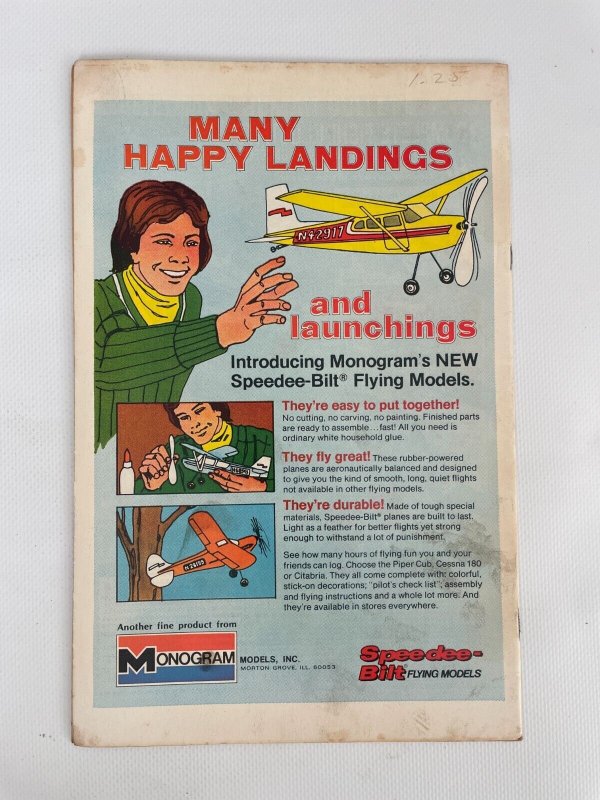 1.25
MANY
HAPPY LANDINGS
N42917
and
launchings
Introducing Monogram's NEW
Speedee-Bilt® Flying Models.
They're easy to put together!
No cutting, no carving, no painting. Finished parts
are ready to assemble...fast! All you need is
ordinary white household glue.
They fly great! These rubber-powered
planes are aeronautically balanced and designed
to give you the kind of smooth, long, quiet flights
not available in other flying models.
They're durable! Made of tough special
materials, Speedee-Bilt® planes are built to last.
Light as a feather for better flights yet strong
enough to withstand a lot of punishment.
See how many hours of flying fun you and your
friends can log. Choose the Piper Cub, Cessna 180
or Citabria. They all come complete with: colorful,
stick-on decorations; "pilot's check list"; assembly
and flying instructions and a whole lot more. And
they're available in stores everywhere.
Another fine product from
MONOGRAM MODELS, INC.
MORTON GROVE, ILL. 60053
Speedee-
Bilt FLYING MODELS